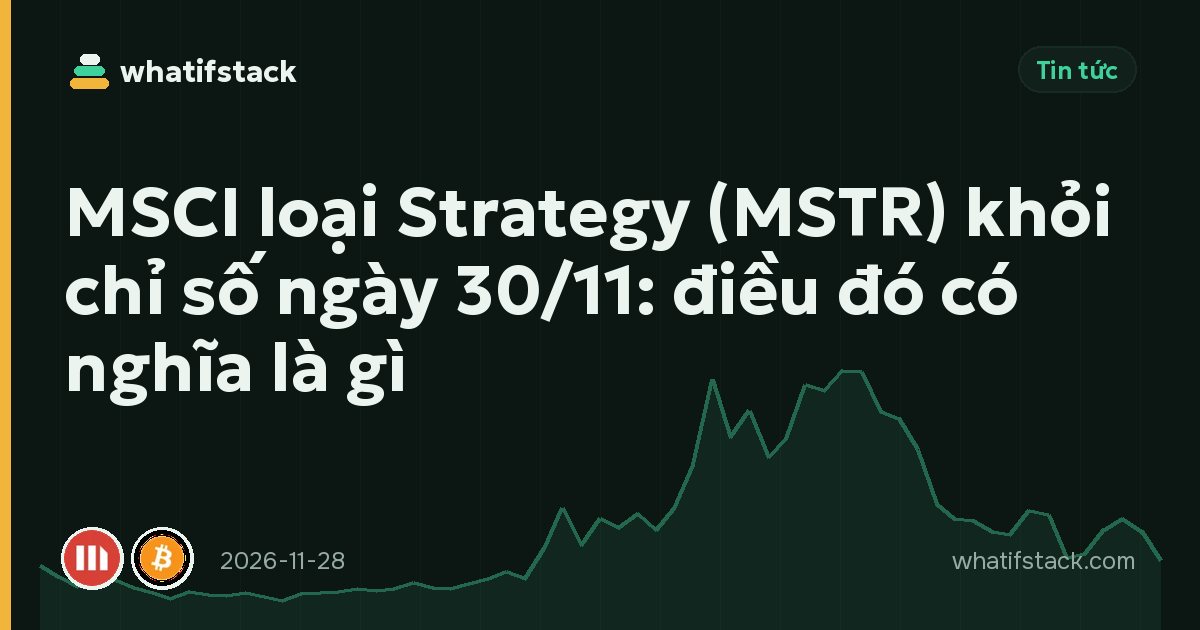 whatifstack
Tin tức
MSCI loại Strategy (MSTR) khỏi
chỉ số ngày 30/11: điều đó có
nghĩa là gì
2026-11-28
whatifstack.com